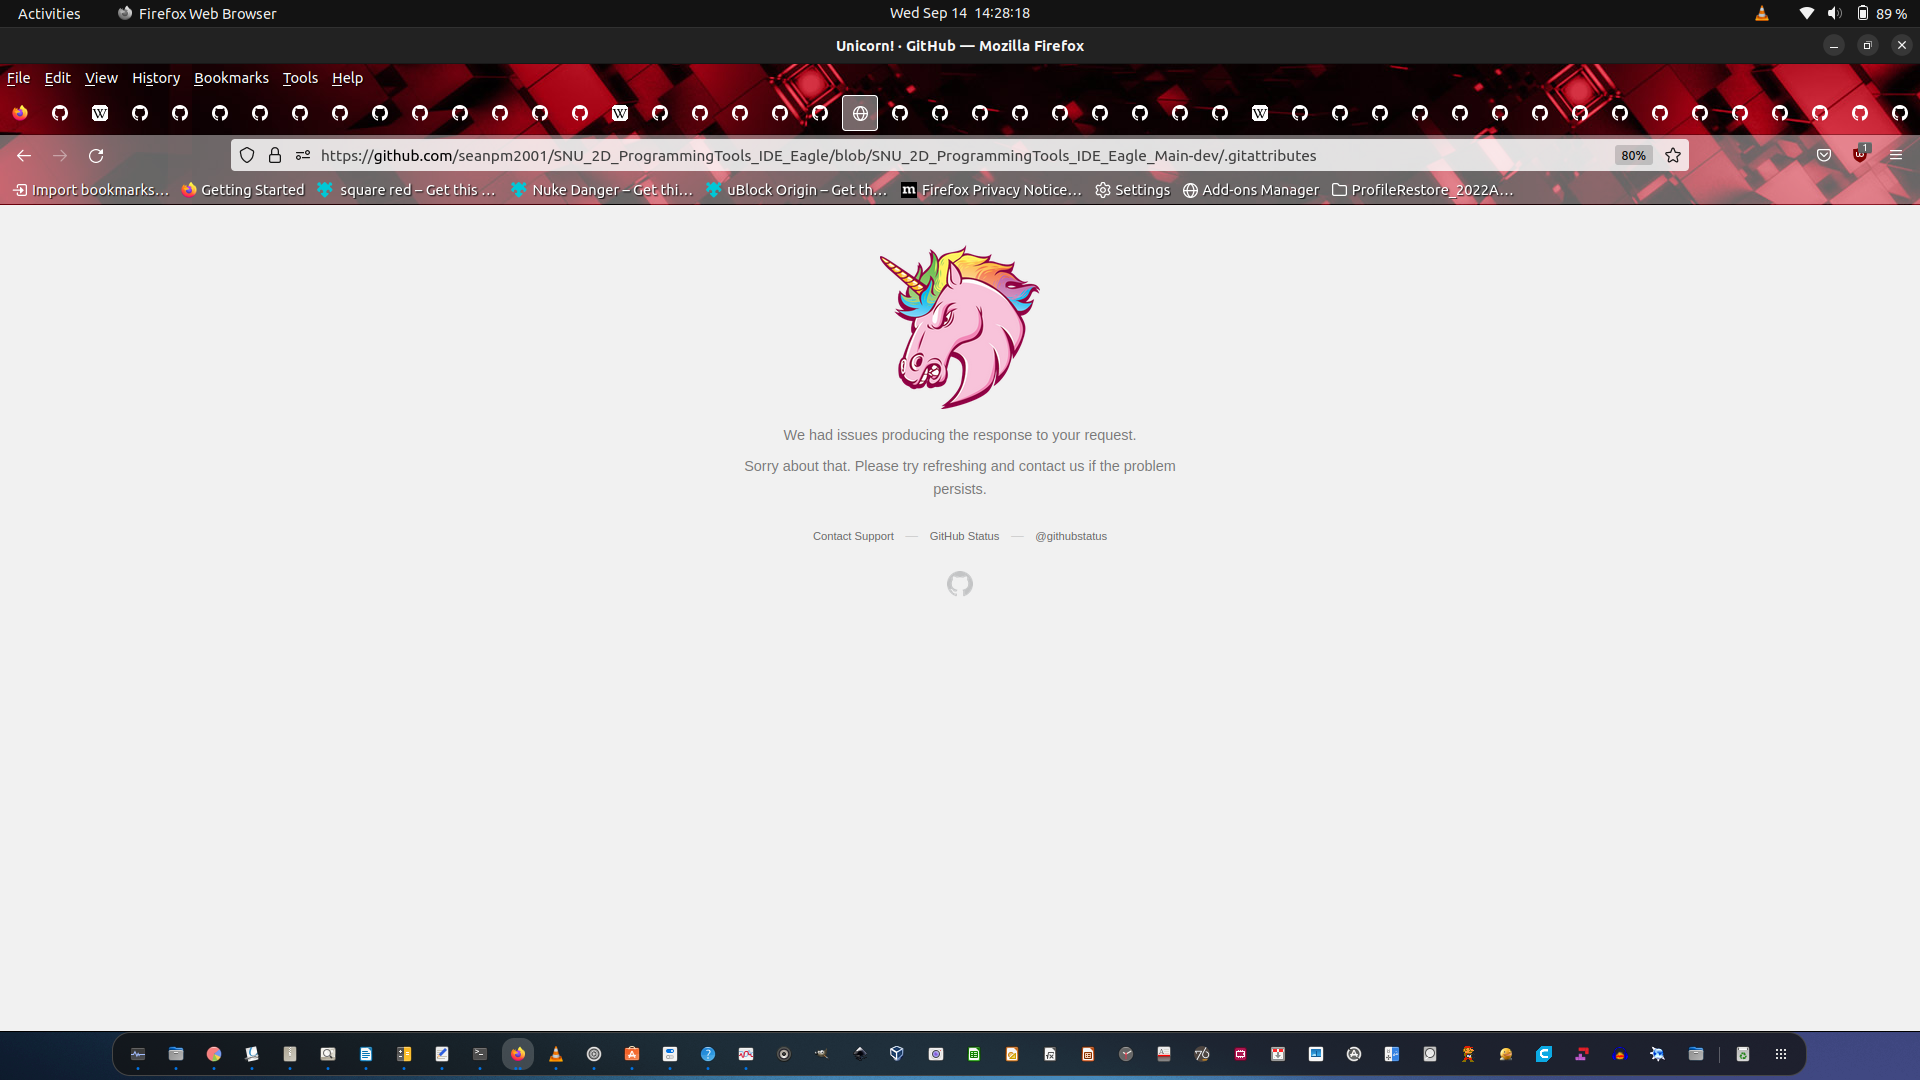 Activities
Firefox Web Browser
Wed Sep 14 14:28:18
89 %
Unicorn! · GitHub — Mozilla Firefox
File Edit View History Bookmarks Tools Help
https://github.com/seanpm2001/SNU_2D_ProgrammingTools_IDE_Eagle/blob/SNU_2D_ProgrammingTools_IDE_Eagle_Main-dev/.gitattributes
80%
1
Import bookmarks… Getting Started square red – Get this … Nuke Danger – Get thi… uBlock Origin – Get th… Firefox Privacy Notice… Settings Add-ons Manager ProfileRestore_2022A…
We had issues producing the response to your request.
Sorry about that. Please try refreshing and contact us if the problem
persists.
Contact Support — GitHub Status — @githubstatus